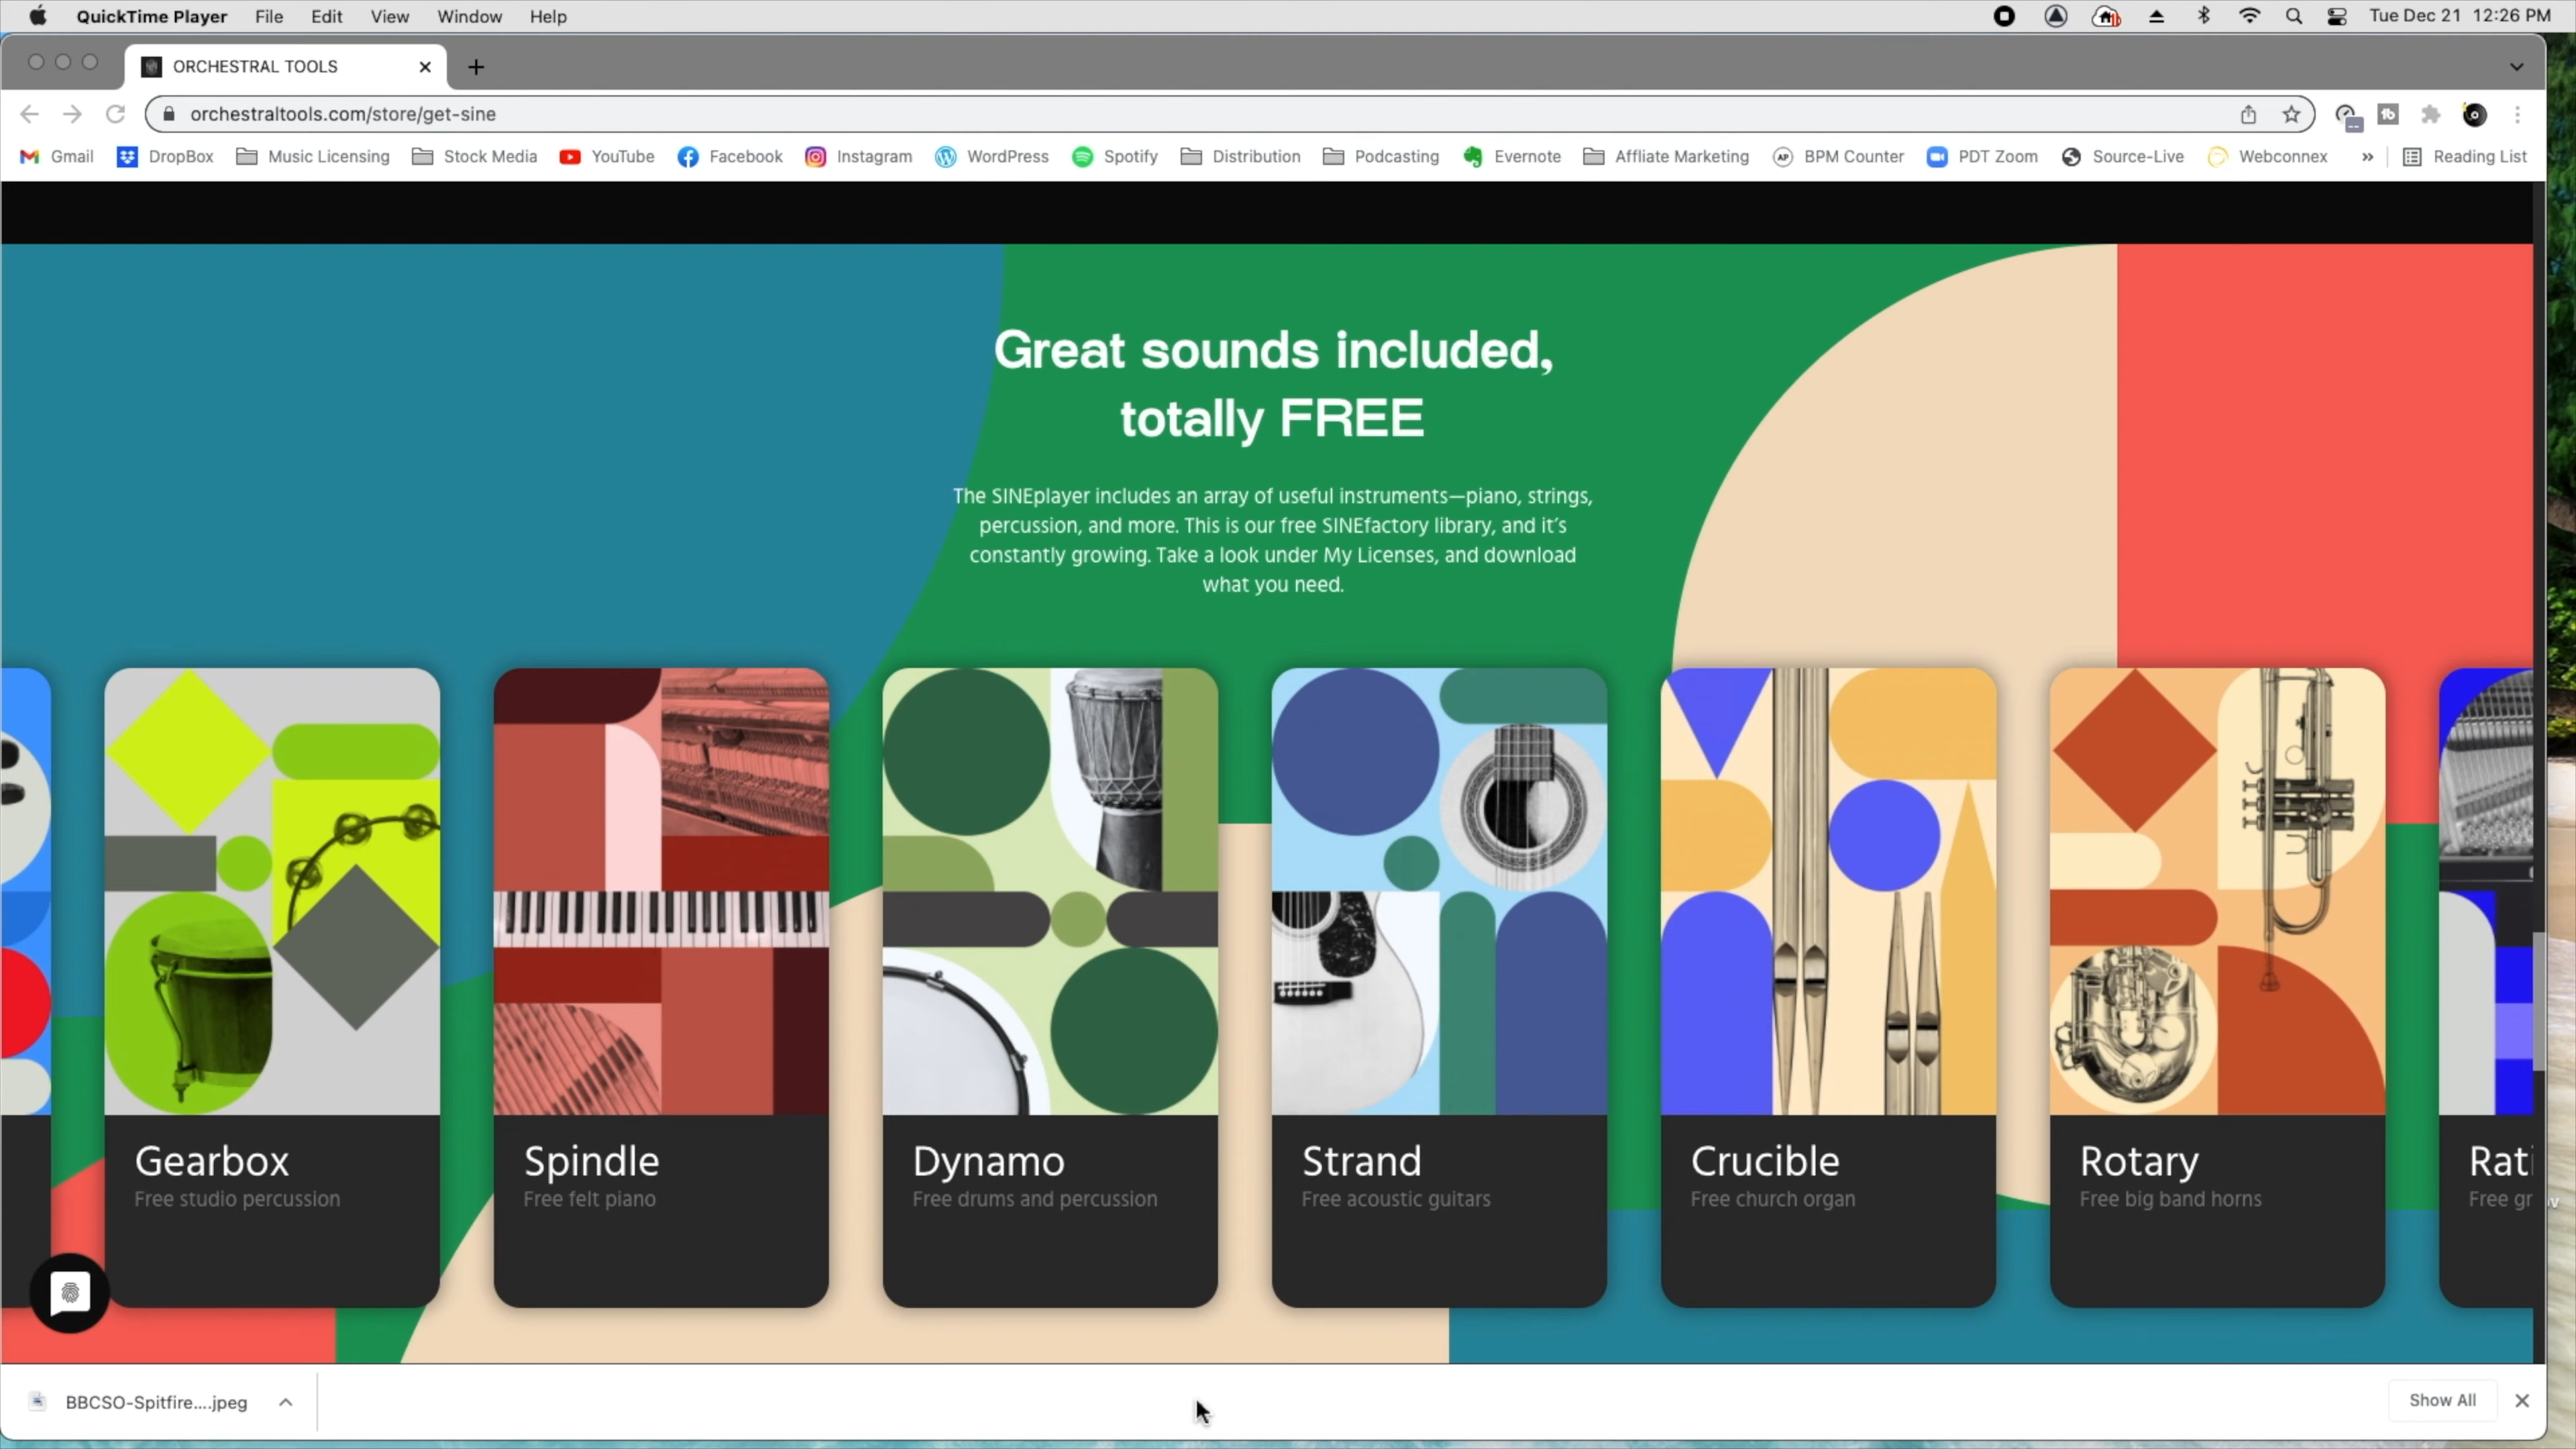 QuickTime Player File Edit View Window Help Tue Dec 21 12:26 PM
ORCHESTRAL TOOLS
orchestraltools.com/store/get-sine
Gmail DropBox Music Licensing Stock Media YouTube Facebook Instagram WordPress Spotify Distribution Podcasting Evernote Affliate Marketing AP BPM Counter PDT Zoom Source-Live Webconnex » Reading List
Great sounds included,
totally FREE
The SINEplayer includes an array of useful instruments—piano, strings,
percussion, and more. This is our free SINEfactory library, and it's
constantly growing. Take a look under My Licenses, and download
what you need.
Gearbox
Free studio percussion
Spindle
Free felt piano
Dynamo
Free drums and percussion
Strand
Free acoustic guitars
Crucible
Free church organ
Rotary
Free big band horns
Rati
Free gr
BBCSO-Spitfire....jpeg
Show All